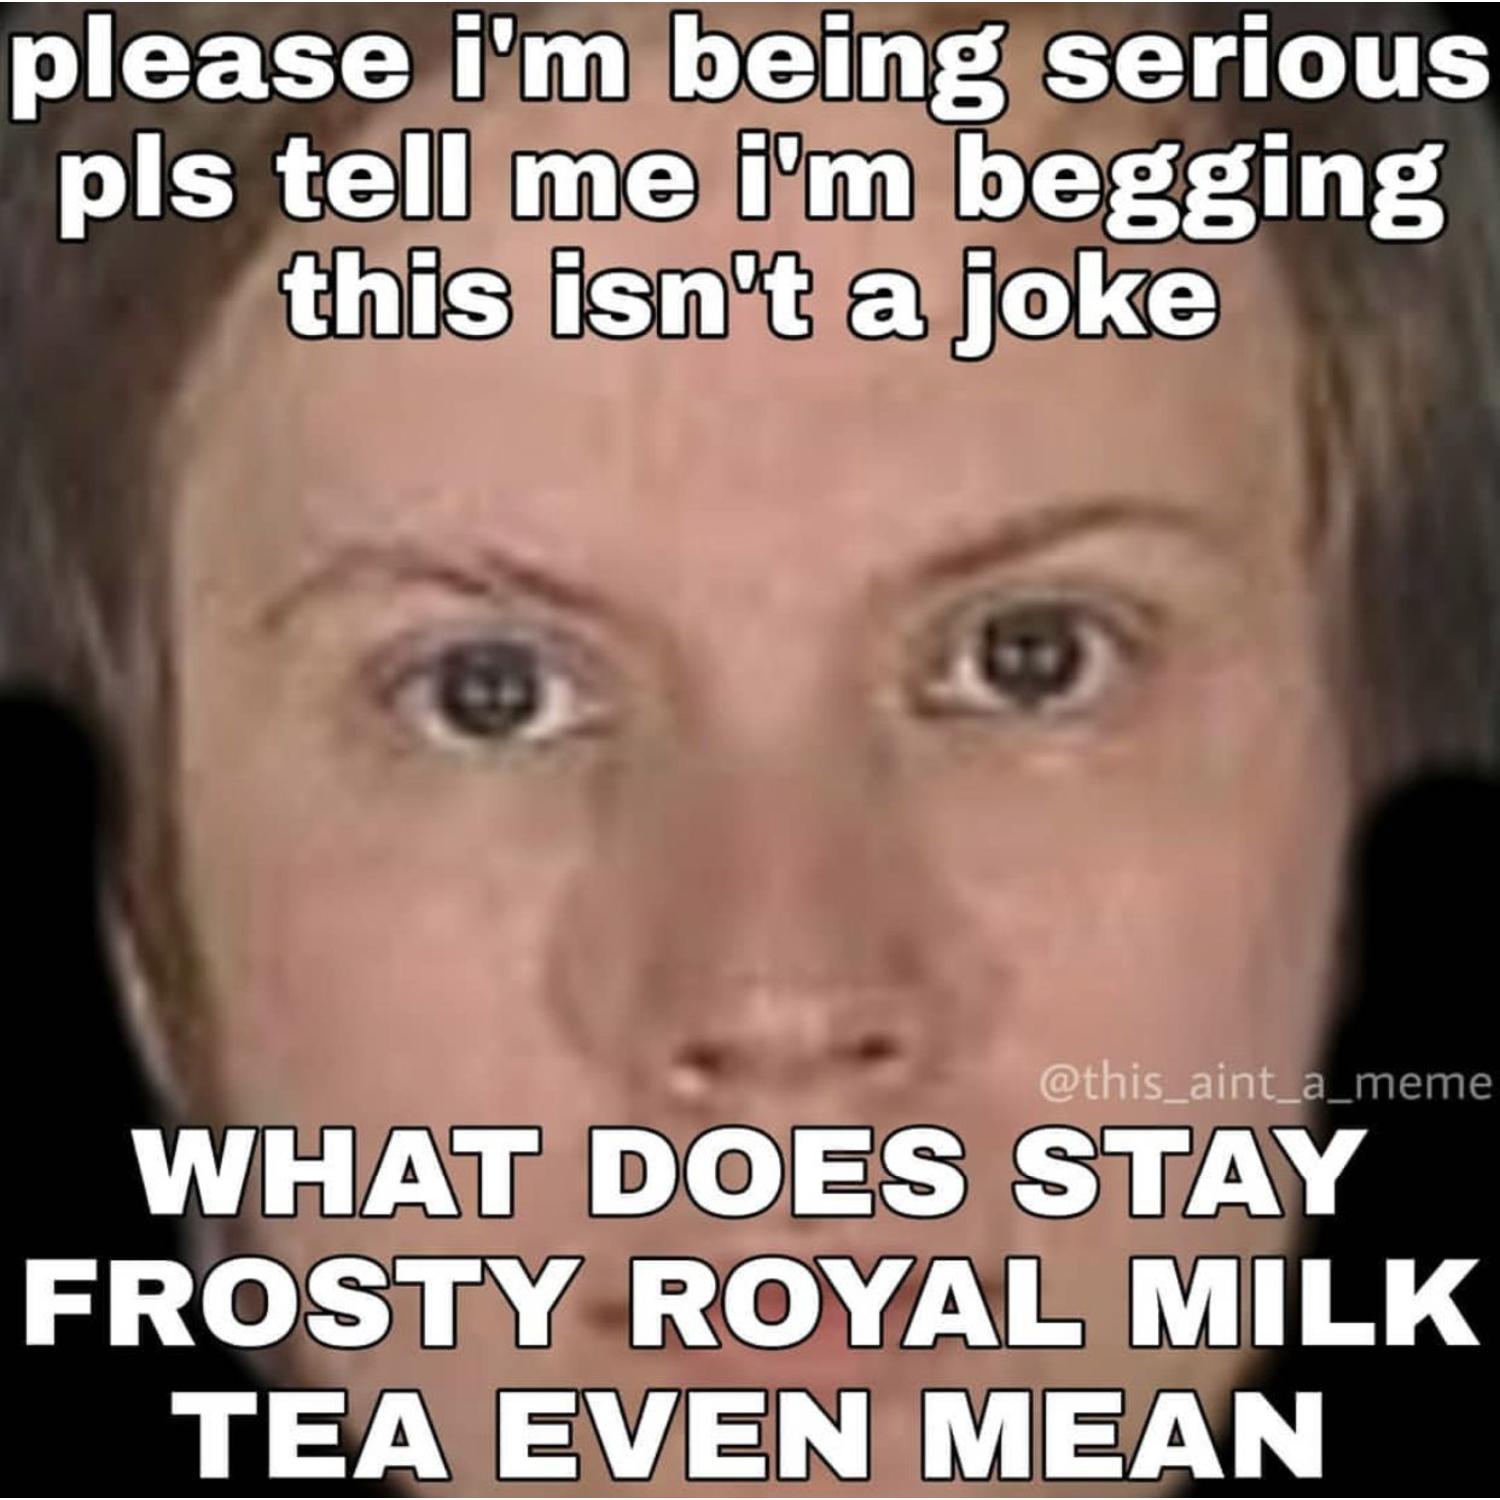 please i'm being serious
pls tell me i'm begging
this isn't a joke
@this_aint_a_meme
WHAT DOES STAY
FROSTY ROYAL MILK
TEA EVEN MEAN